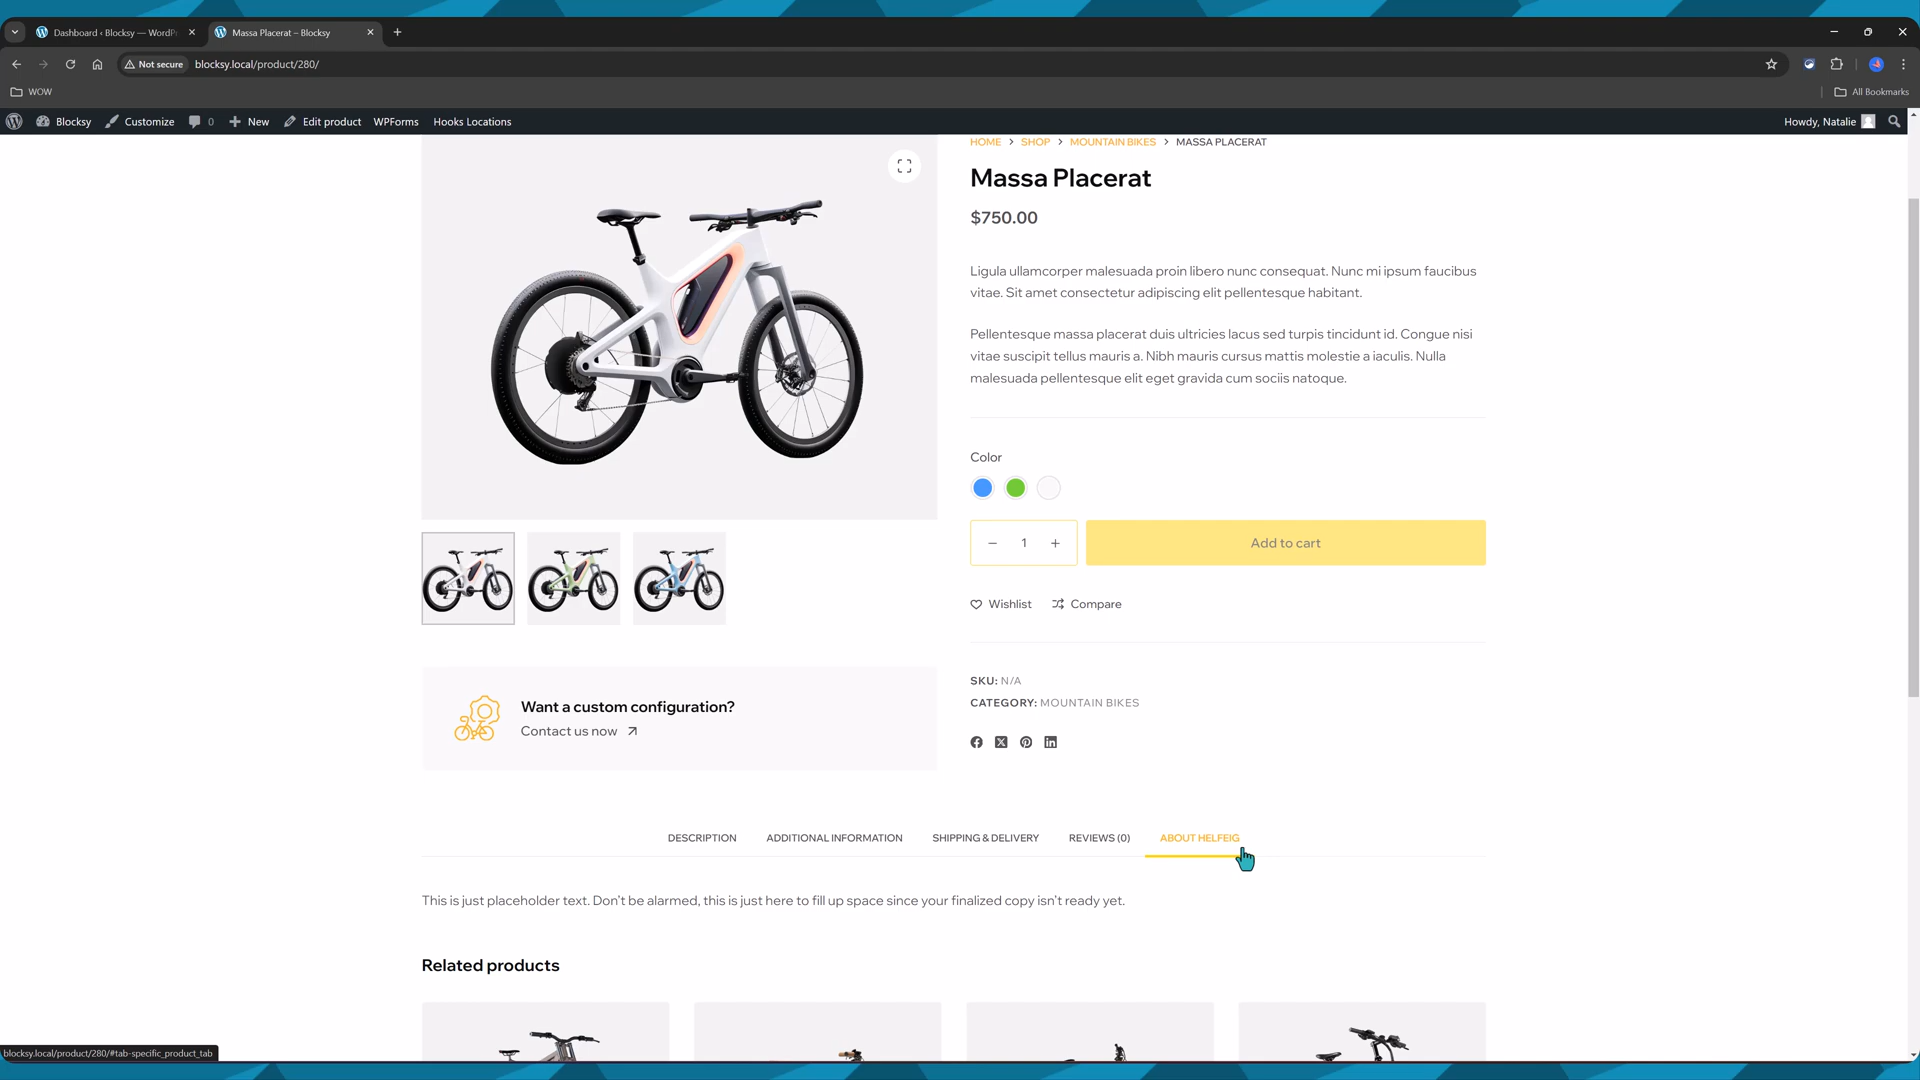 Dashboard ‹ Blocksy — WordPr
Massa Placerat – Blocksy
Not secure
blocksy.local/product/280/
WOW
All Bookmarks
Blocksy
Customize
0
New
Edit product
WPForms
Hooks Locations
Howdy, Natalie
HOME > SHOP > MOUNTAIN BIKES > MASSA PLACERAT
Massa Placerat
$750.00
Ligula ullamcorper malesuada proin libero nunc consequat. Nunc mi ipsum faucibus
vitae. Sit amet consectetur adipiscing elit pellentesque habitant.
Pellentesque massa placerat duis ultricies lacus sed turpis tincidunt id. Congue nisi
vitae suscipit tellus mauris a. Nibh mauris cursus mattis molestie a iaculis. Nulla
malesuada pellentesque elit eget gravida cum sociis natoque.
Color
− 1 +
Add to cart
Wishlist
Compare
SKU: N/A
CATEGORY: MOUNTAIN BIKES
Want a custom configuration?
Contact us now
DESCRIPTION
ADDITIONAL INFORMATION
SHIPPING & DELIVERY
REVIEWS (0)
ABOUT HELFEIG
This is just placeholder text. Don't be alarmed, this is just here to fill up space since your finalized copy isn't ready yet.
Related products
blocksy.local/product/280/#tab-specific_product_tab